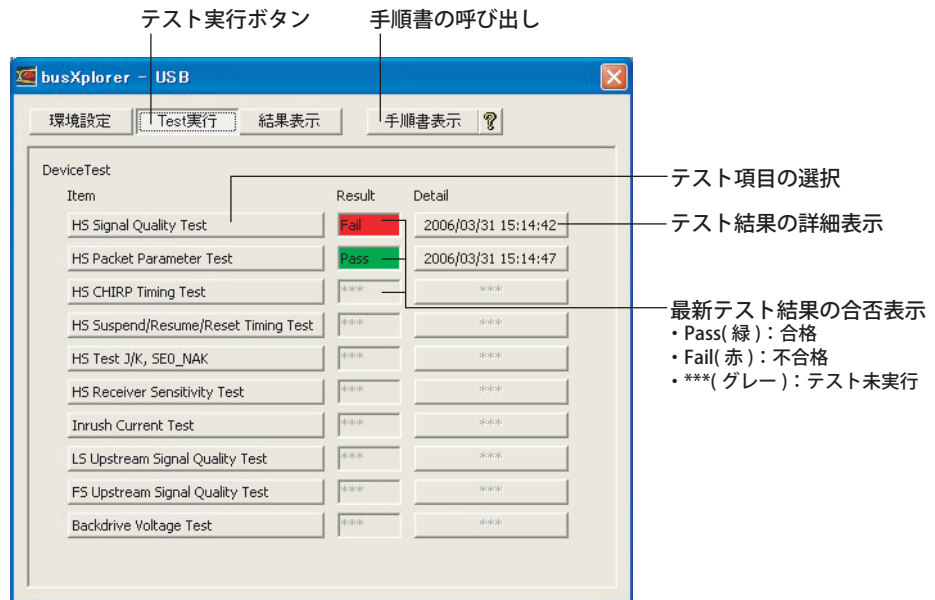 テスト実行ボタン
手順書の呼び出し
busXplorer - USB
環境設定 Test実行 結果表示 手順書表示 ?
DeviceTest
Item Result Detail
HS Signal Quality Test Fail 2006/03/31 15:14:42
HS Packet Parameter Test Pass 2006/03/31 15:14:47
HS CHIRP Timing Test *** ***
HS Suspend/Resume/Reset Timing Test *** ***
HS Test J/K, SE0_NAK *** ***
HS Receiver Sensitivity Test *** ***
Inrush Current Test *** ***
LS Upstream Signal Quality Test *** ***
FS Upstream Signal Quality Test *** ***
Backdrive Voltage Test *** ***
テスト項目の選択
テスト結果の詳細表示
最新テスト結果の合否表示
・Pass( 緑 )：合格
・Fail( 赤 )：不合格
・***( グレー )：テスト未実行